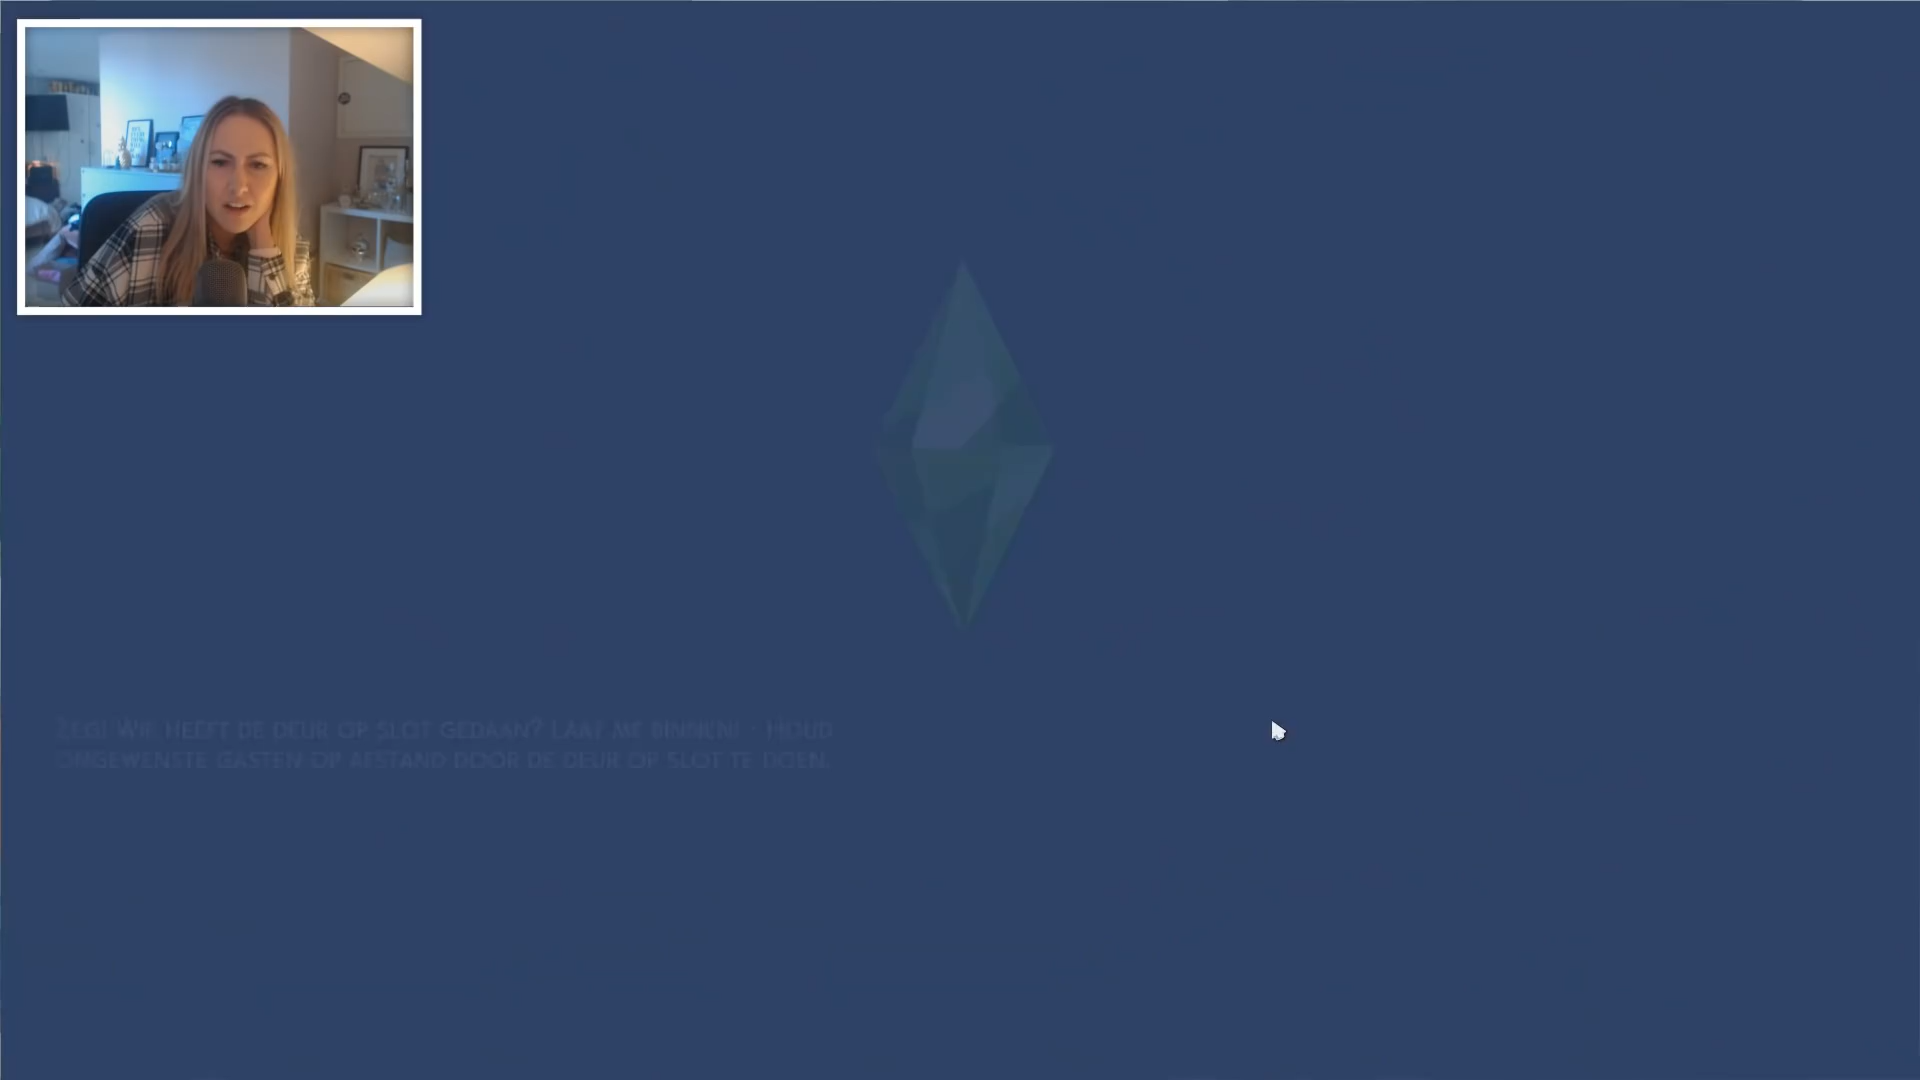 Zeg! Wie heeft de deur op slot gedaan? Laat me binnen! - Houd
ongewenste gasten op afstand door de deur op slot te doen.